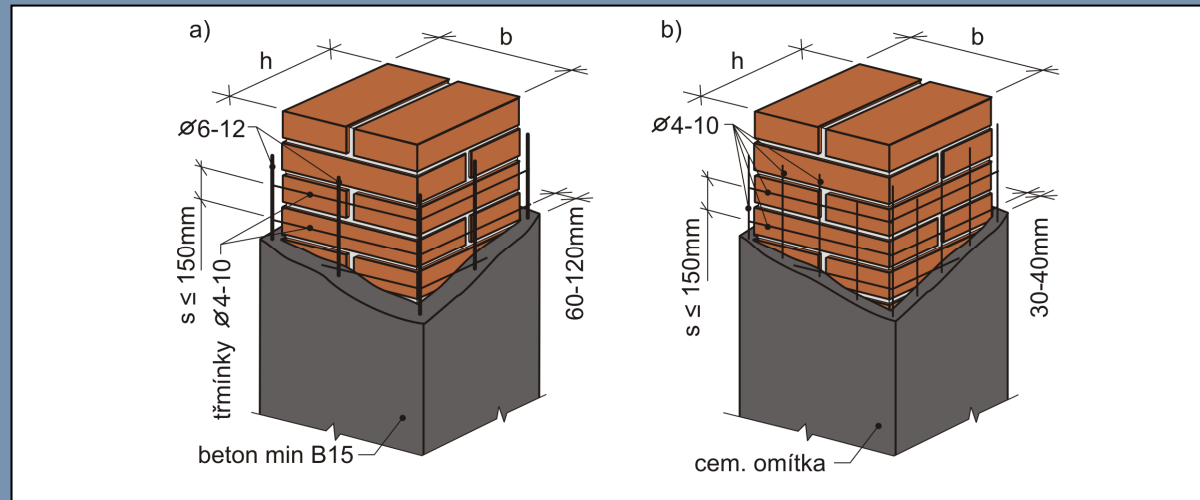 a)
h
b
⌀6-12
s ≤ 150mm
třmínky ⌀4-10
60-120mm
beton min B15
b)
h
b
⌀4-10
s ≤ 150mm
30-40mm
cem. omítka